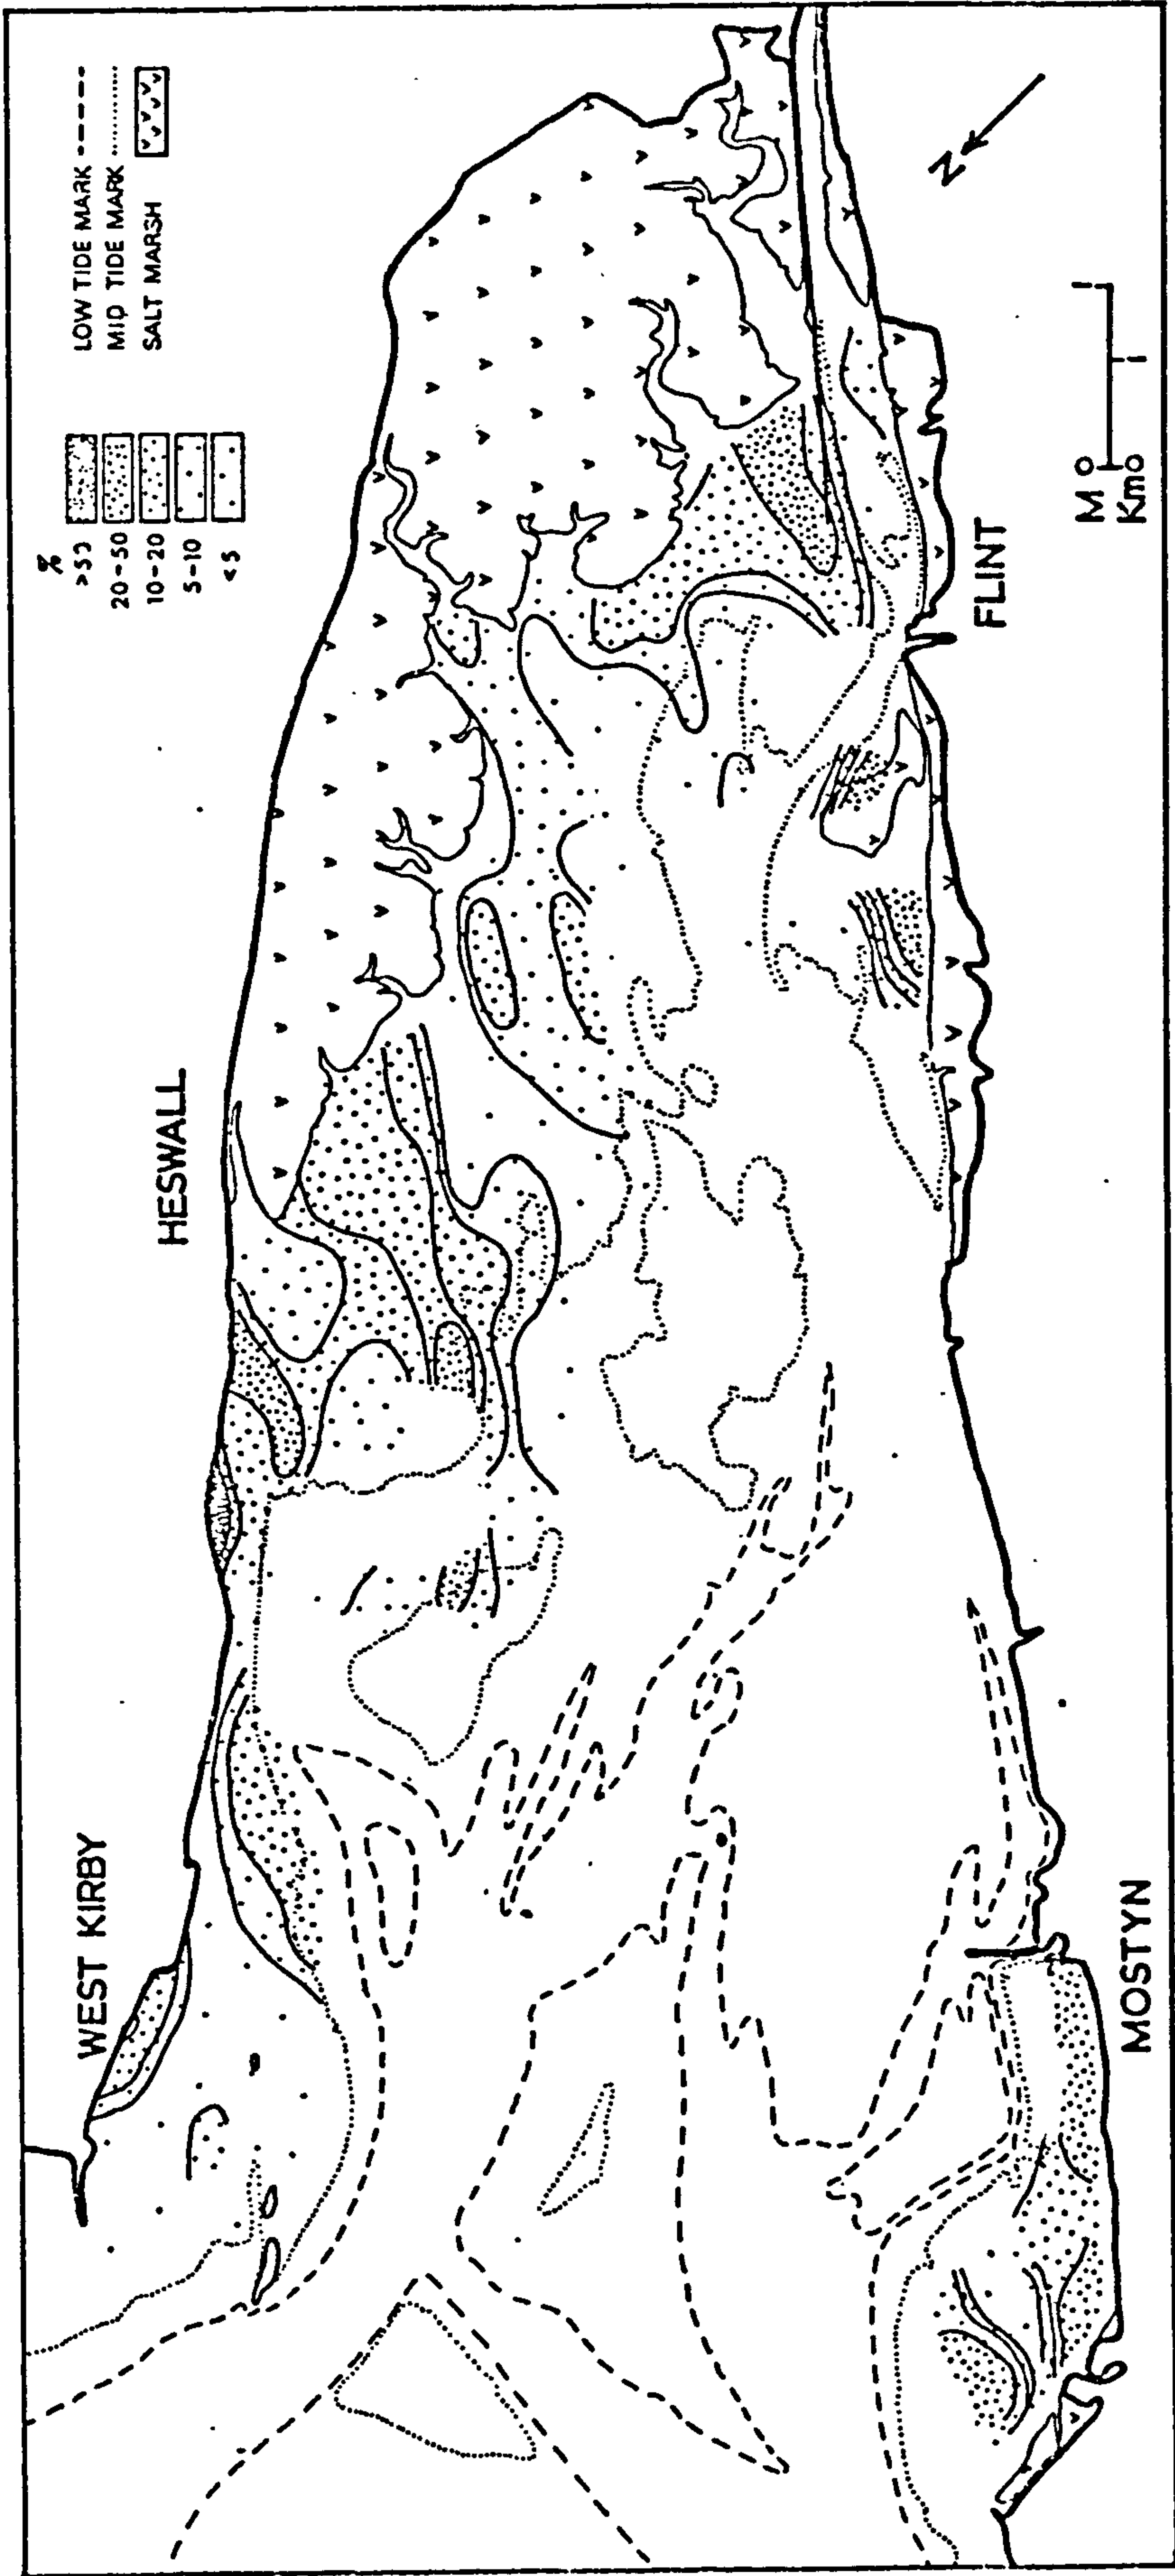 WEST KIRBY
HESWALL
%
>50
20-50
10-20
5-10
<5
LOW TIDE MARK
MID TIDE MARK
SALT MARSH
MOSTYN
FLINT
M 0 1
Km 0 1
N